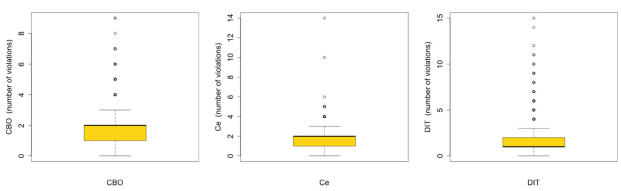 CBO (number of violations)
0 2 4 6 8
CBO
Ce (number of violations)
0 2 4 6 8 10 12 14
Ce
DIT (number of violations)
0 5 10 15
DIT